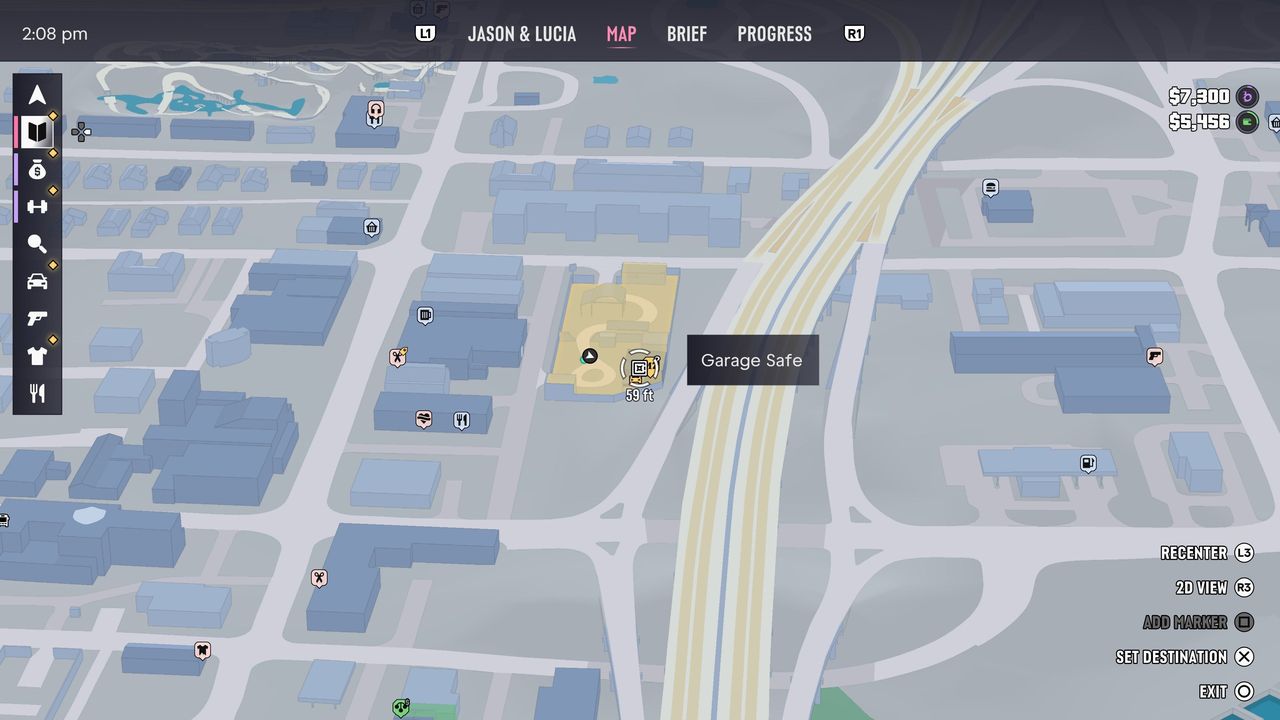 2:08 pm
L1 JASON & LUCIA MAP BRIEF PROGRESS R1
$7,300
$5,456
Garage Safe
59 ft
RECENTER L3
2D VIEW R3
ADD MARKER
SET DESTINATION
EXIT